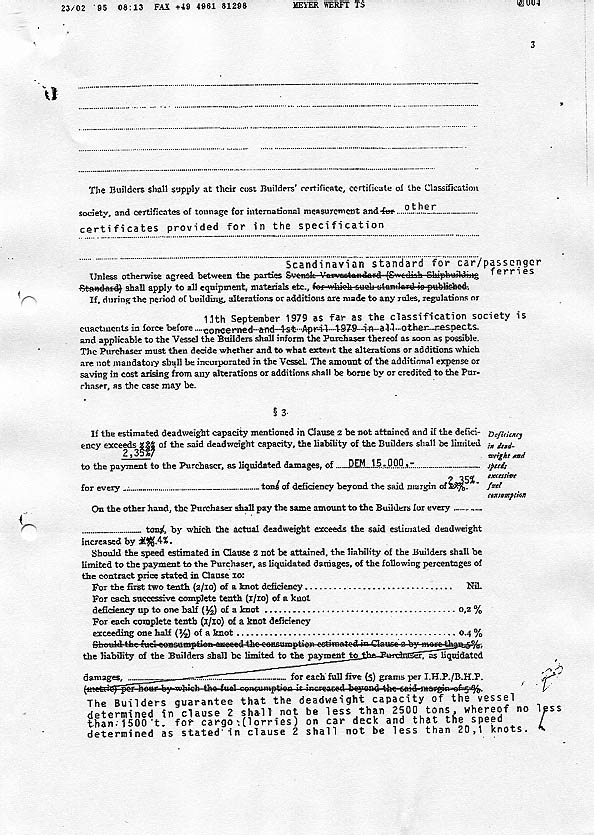 23/02 '95 08:13 FAX +49 4961 81298 MEYER WERFT TS 004
3
The Builders shall supply at their cost Builders' certificate, certificate of the Classification
society, and certificates of tonnage for international measurement and for other
certificates provided for in the specification
Scandinavian standard for car/passenger
ferries
Unless otherwise agreed between the parties Svensk Varvsstandard (Swedish Shipbuilding
Standard) shall apply to all equipment, materials etc., for which such standard is published.
If, during the period of building, alterations or additions are made to any rules, regulations or
11th September 1979 as far as the classification society is
enactments in force before concerned and 1st April 1979 in all other respects.
and applicable to the Vessel the Builders shall inform the Purchaser thereof as soon as possible.
The Purchaser must then decide whether and to what extent the alterations or additions which
are not mandatory shall be incorporated in the Vessel. The amount of the additional expense or
saving in cost arising from any alterations or additions shall be borne by or credited to the Pur-
chaser, as the case may be.
§ 3.
If the estimated deadweight capacity mentioned in Clause 2 be not attained and if the defici-
ency exceeds of the said deadweight capacity, the liability of the Builders shall be limited
2,35%
to the payment to the Purchaser, as liquidated damages, of DEM 15.000,-
for every tons of deficiency beyond the said margin of 2,35%.
Deficiency
in dead-
weight and
speed;
excessive
fuel
consumption
On the other hand, the Purchaser shall pay the same amount to the Builders for every
tons, by which the actual deadweight exceeds the said estimated deadweight
increased by 4%.
Should the speed estimated in Clause 2 not be attained, the liability of the Builders shall be
limited to the payment to the Purchaser, as liquidated damages, of the following percentages of
the contract price stated in Clause 10:
For the first two tenth (2/10) of a knot deficiency Nil.
For each successive complete tenth (1/10) of a knot
deficiency up to one half (½) of a knot 0,2 %
For each complete tenth (1/10) of a knot deficiency
exceeding one half (½) of a knot 0.4 %
Should the fuel consumption exceed the consumption estimated in Clause 2 by more than 5%,
the liability of the Builders shall be limited to the payment to the Purchaser, as liquidated
damages, for each full five (5) grams per I.H.P./B.H.P.
(metric) per hour by which the fuel consumption is increased beyond the said margin of 5%.
The Builders guarantee that the deadweight capacity of the vessel
determined in clause 2 shall not be less than 2500 tons, whereof no less
than 1500 t. for cargo (lorries) on car deck and that the speed
determined as stated in clause 2 shall not be less than 20,1 knots.